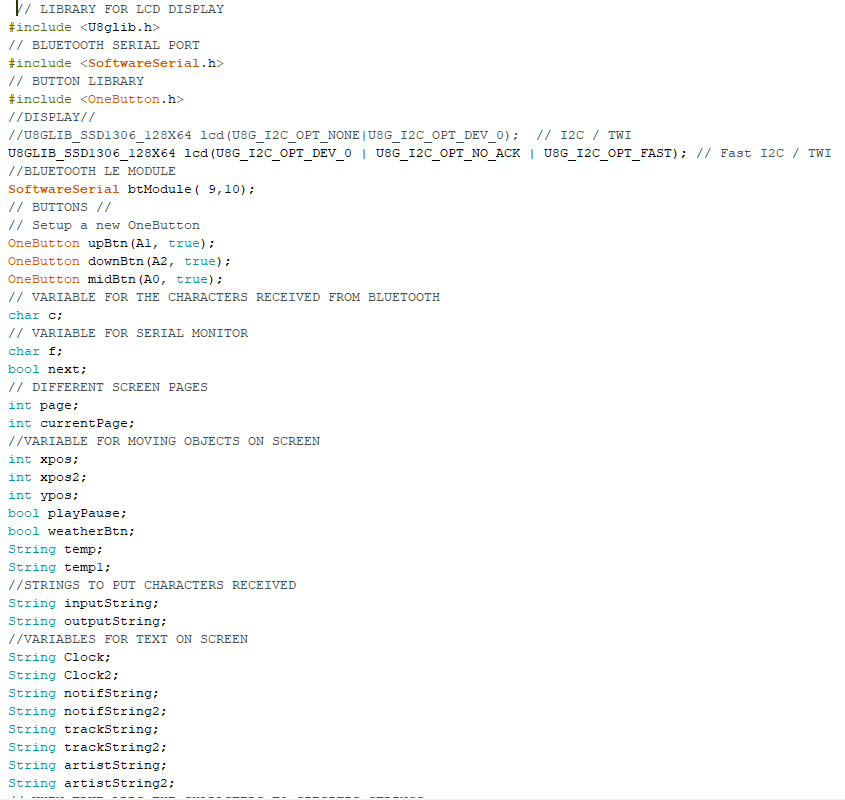 // LIBRARY FOR LCD DISPLAY
#include <U8glib.h>
// BLUETOOTH SERIAL PORT
#include <SoftwareSerial.h>
// BUTTON LIBRARY
#include <OneButton.h>
//DISPLAY//
//U8GLIB_SSD1306_128X64 lcd(U8G_I2C_OPT_NONE|U8G_I2C_OPT_DEV_0);  // I2C / TWI
U8GLIB_SSD1306_128X64 lcd(U8G_I2C_OPT_DEV_0 | U8G_I2C_OPT_NO_ACK | U8G_I2C_OPT_FAST); // Fast I2C / TWI
//BLUETOOTH LE MODULE
SoftwareSerial btModule( 9,10);
// BUTTONS //
// Setup a new OneButton
OneButton upBtn(A1, true);
OneButton downBtn(A2, true);
OneButton midBtn(A0, true);
// VARIABLE FOR THE CHARACTERS RECEIVED FROM BLUETOOTH
char c;
// VARIABLE FOR SERIAL MONITOR
char f;
bool next;
// DIFFERENT SCREEN PAGES
int page;
int currentPage;
//VARIABLE FOR MOVING OBJECTS ON SCREEN
int xpos;
int xpos2;
int ypos;
bool playPause;
bool weatherBtn;
String temp;
String temp1;
//STRINGS TO PUT CHARACTERS RECEIVED
String inputString;
String outputString;
//VARIABLES FOR TEXT ON SCREEN
String Clock;
String Clock2;
String notifString;
String notifString2;
String trackString;
String trackString2;
String artistString;
String artistString2;